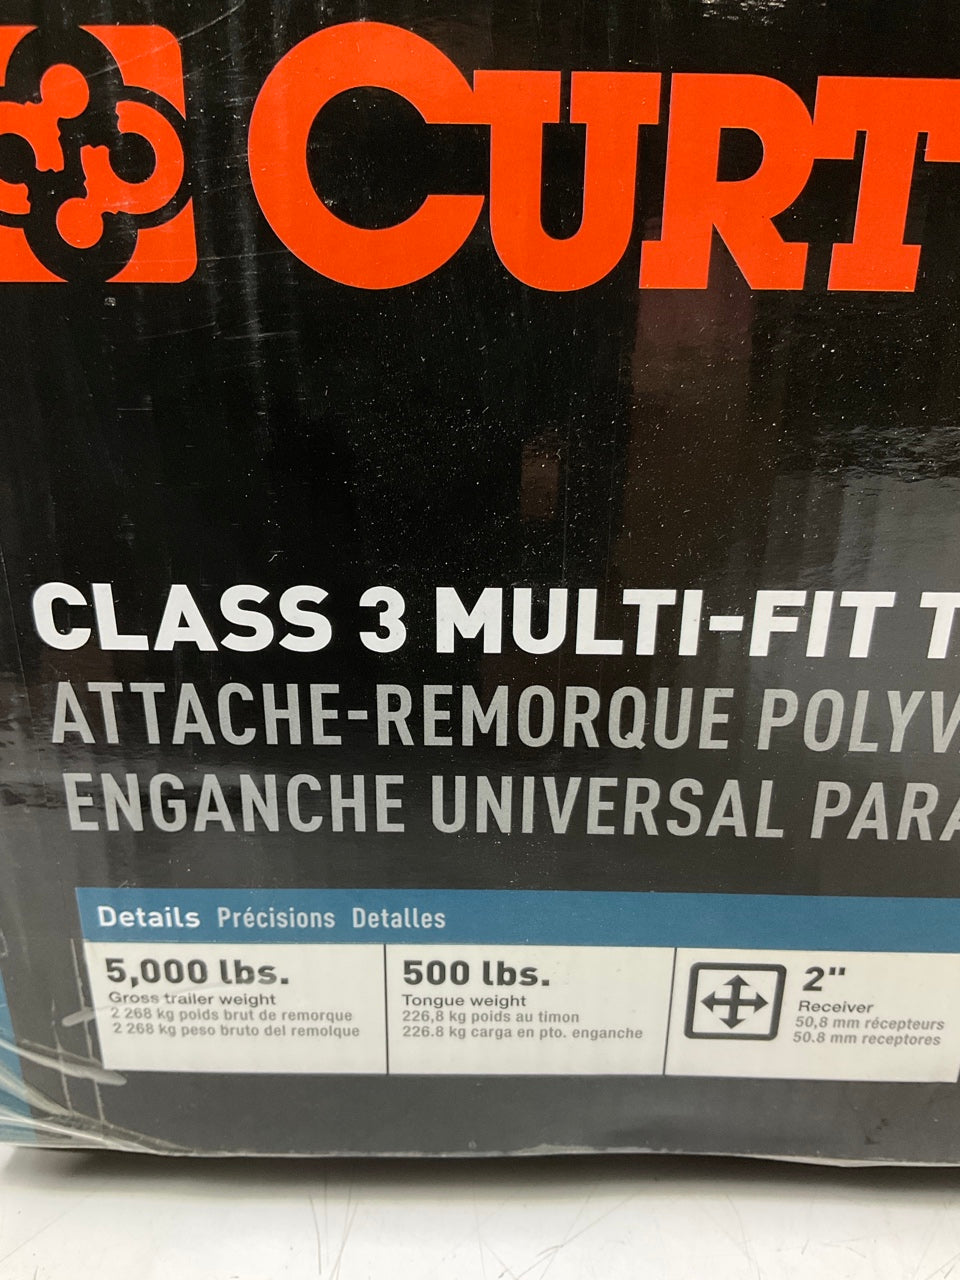 CURT
CLASS 3 MULTI-FIT T
ATTACHE-REMORQUE POLYV
ENGANCHE UNIVERSAL PARA
Details Précisions Detalles
5,000 lbs.
Gross trailer weight
2 268 kg poids brut de remorque
2 268 kg peso bruto del remolque
500 lbs.
Tongue weight
226,8 kg poids au timon
226.8 kg carga en pto. enganche
2"
Receiver
50,8 mm récepteurs
50.8 mm receptores